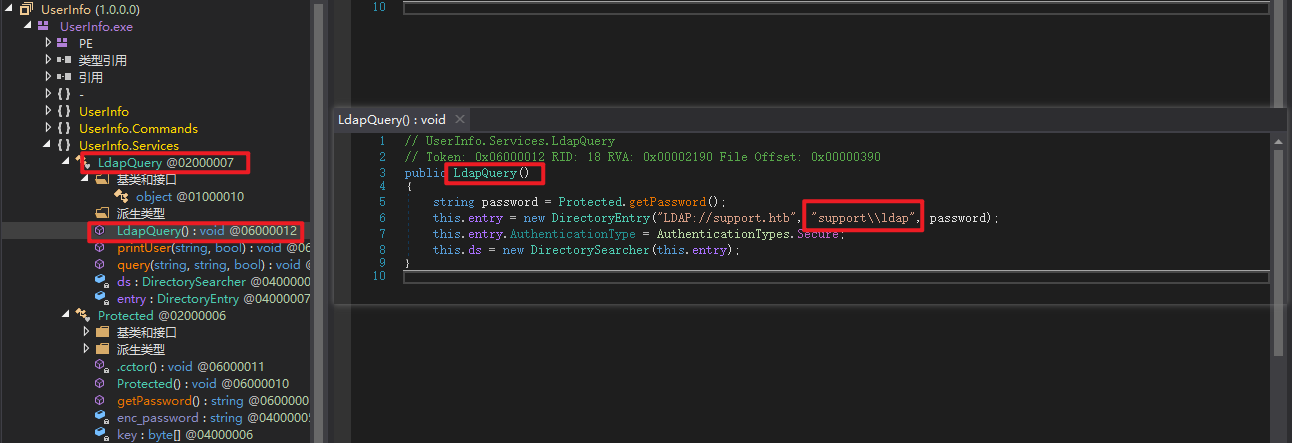 UserInfo (1.0.0.0)
UserInfo.exe
PE
类型引用
引用
{ } -
{ } UserInfo
{ } UserInfo.Commands
{ } UserInfo.Services
LdapQuery @02000007
基类和接口
object @01000010
派生类型
LdapQuery() : void @06000012
printUser(string, bool) : void @06
query(string, string, bool) : void @
ds : DirectorySearcher @0400000
entry : DirectoryEntry @04000007
Protected @02000006
基类和接口
派生类型
.cctor() : void @06000011
Protected() : void @06000010
getPassword() : string @0600000
enc_password : string @0400005
key : byte[] @04000006
10
LdapQuery() : void ×
1 // UserInfo.Services.LdapQuery
2 // Token: 0x06000012 RID: 18 RVA: 0x00002190 File Offset: 0x00000390
3 public LdapQuery()
4 {
5 string password = Protected.getPassword();
6 this.entry = new DirectoryEntry("LDAP://support.htb", "support\\ldap", password);
7 this.entry.AuthenticationType = AuthenticationTypes.Secure;
8 this.ds = new DirectorySearcher(this.entry);
9 }
10